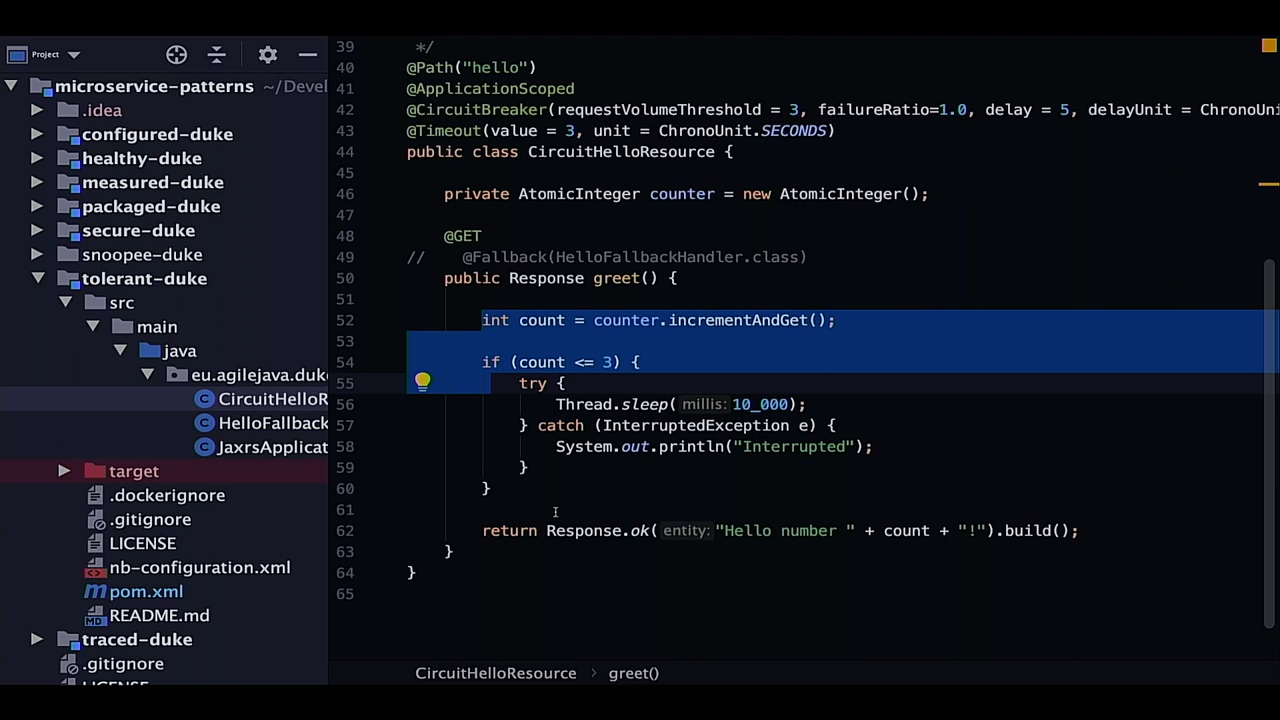 Project
microservice-patterns ~/Devel
.idea
configured-duke
healthy-duke
measured-duke
packaged-duke
secure-duke
snoopee-duke
tolerant-duke
src
main
java
eu.agilejava.duk
CircuitHelloR
HelloFallback
JaxrsApplicat
target
.dockerignore
.gitignore
LICENSE
nb-configuration.xml
pom.xml
README.md
traced-duke
.gitignore
LICENSE
39 */
40 @Path("hello")
41 @ApplicationScoped
42 @CircuitBreaker(requestVolumeThreshold = 3, failureRatio=1.0, delay = 5, delayUnit = ChronoUn
43 @Timeout(value = 3, unit = ChronoUnit.SECONDS)
44 public class CircuitHelloResource {
45
46 private AtomicInteger counter = new AtomicInteger();
47
48 @GET
49 // @Fallback(HelloFallbackHandler.class)
50 public Response greet() {
51
52 int count = counter.incrementAndGet();
53
54 if (count <= 3) {
55 try {
56 Thread.sleep( millis: 10_000);
57 } catch (InterruptedException e) {
58 System.out.println("Interrupted");
59 }
60 }
61
62 return Response.ok( entity: "Hello number " + count + "!").build();
63 }
64 }
65
CircuitHelloResource › greet()